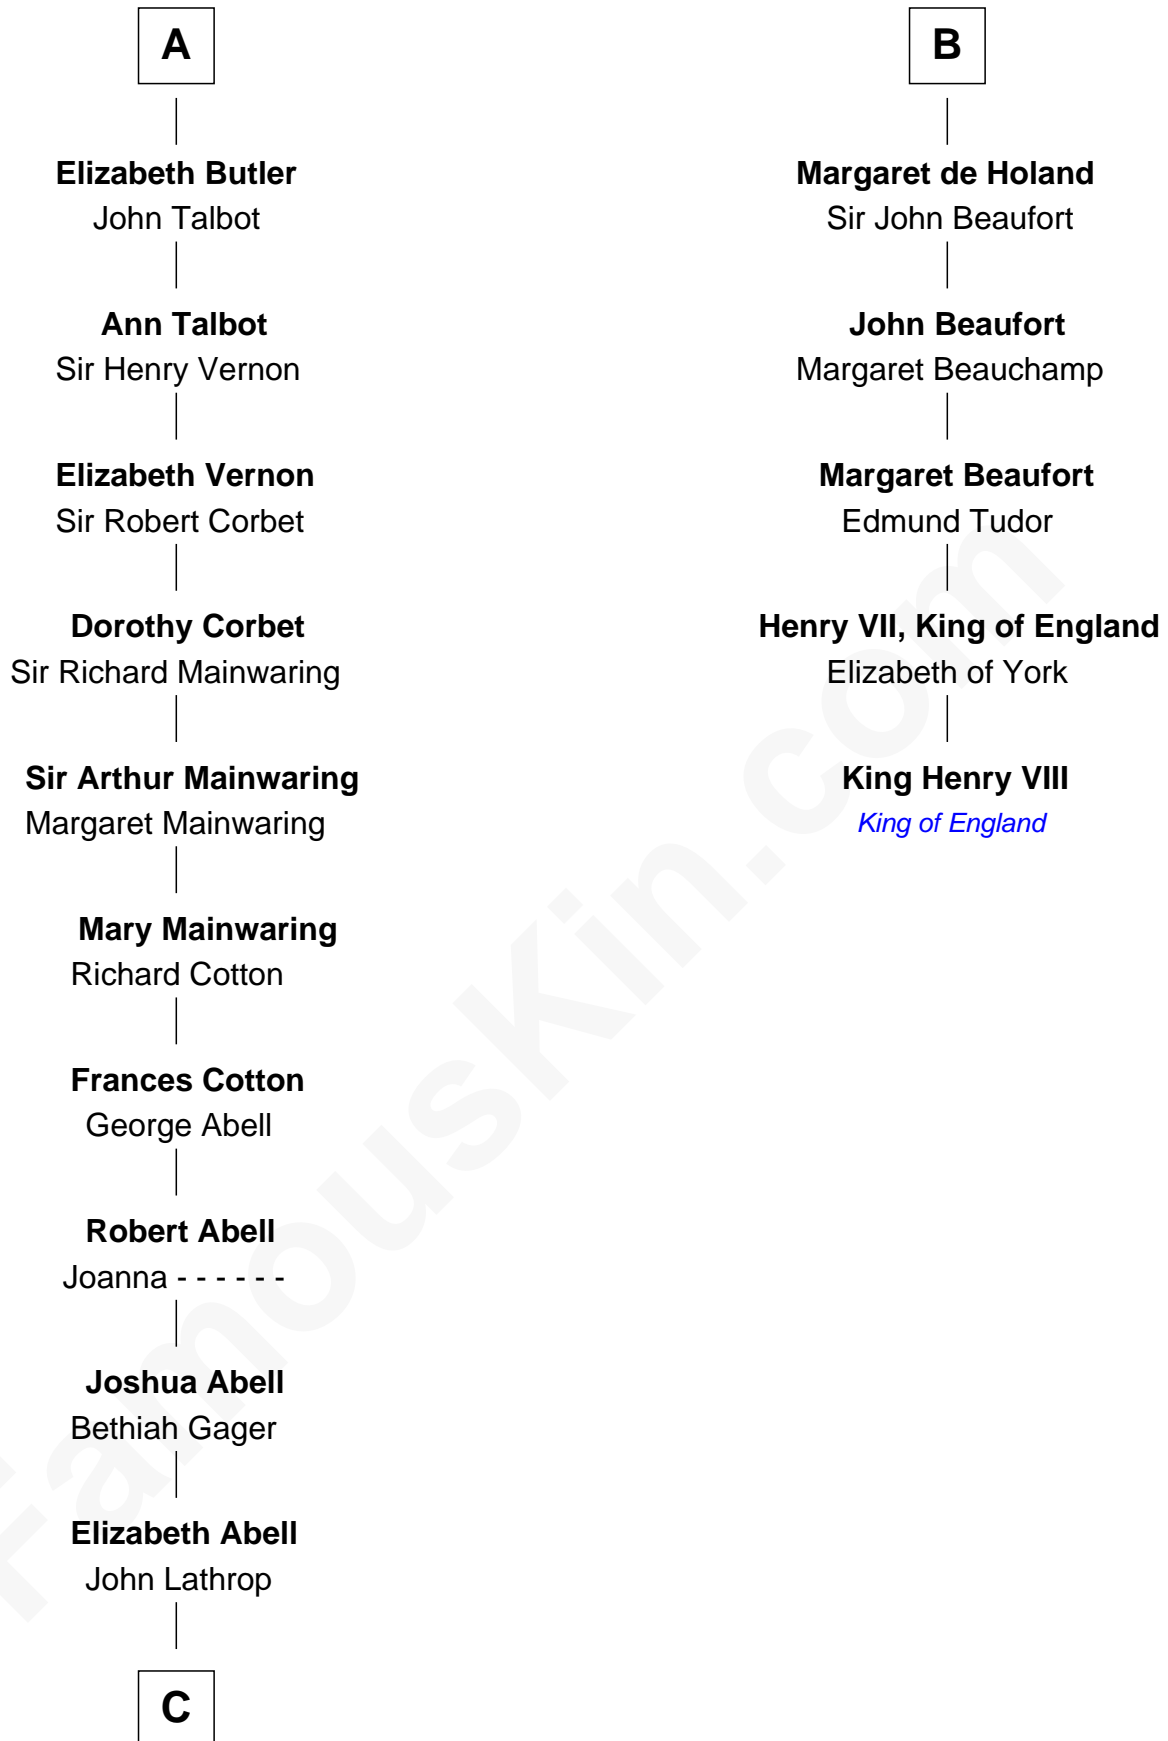 A
Elizabeth Butler
John Talbot
Ann Talbot
Sir Henry Vernon
Elizabeth Vernon
Sir Robert Corbet
Dorothy Corbet
Sir Richard Mainwaring
Sir Arthur Mainwaring
Margaret Mainwaring
Mary Mainwaring
Richard Cotton
Frances Cotton
George Abell
Robert Abell
Joanna - - - - - -
Joshua Abell
Bethiah Gager
Elizabeth Abell
John Lathrop
C
B
Margaret de Holand
Sir John Beaufort
John Beaufort
Margaret Beauchamp
Margaret Beaufort
Edmund Tudor
Henry VII, King of England
Elizabeth of York
King Henry VIII
King of England
FamousKin.com